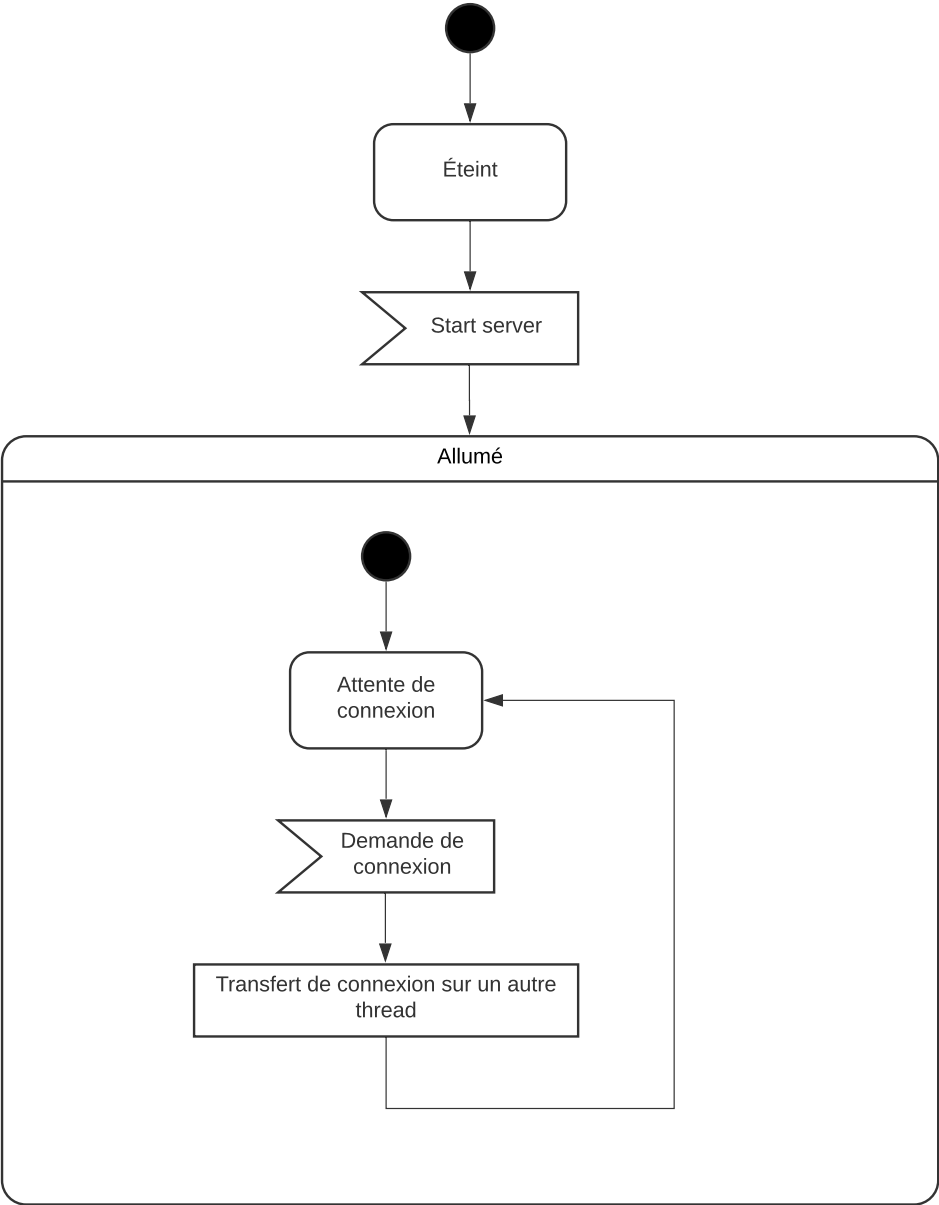 Éteint
Start server
Allumé
Attente de
connexion
Demande de
connexion
Transfert de connexion sur un autre
thread